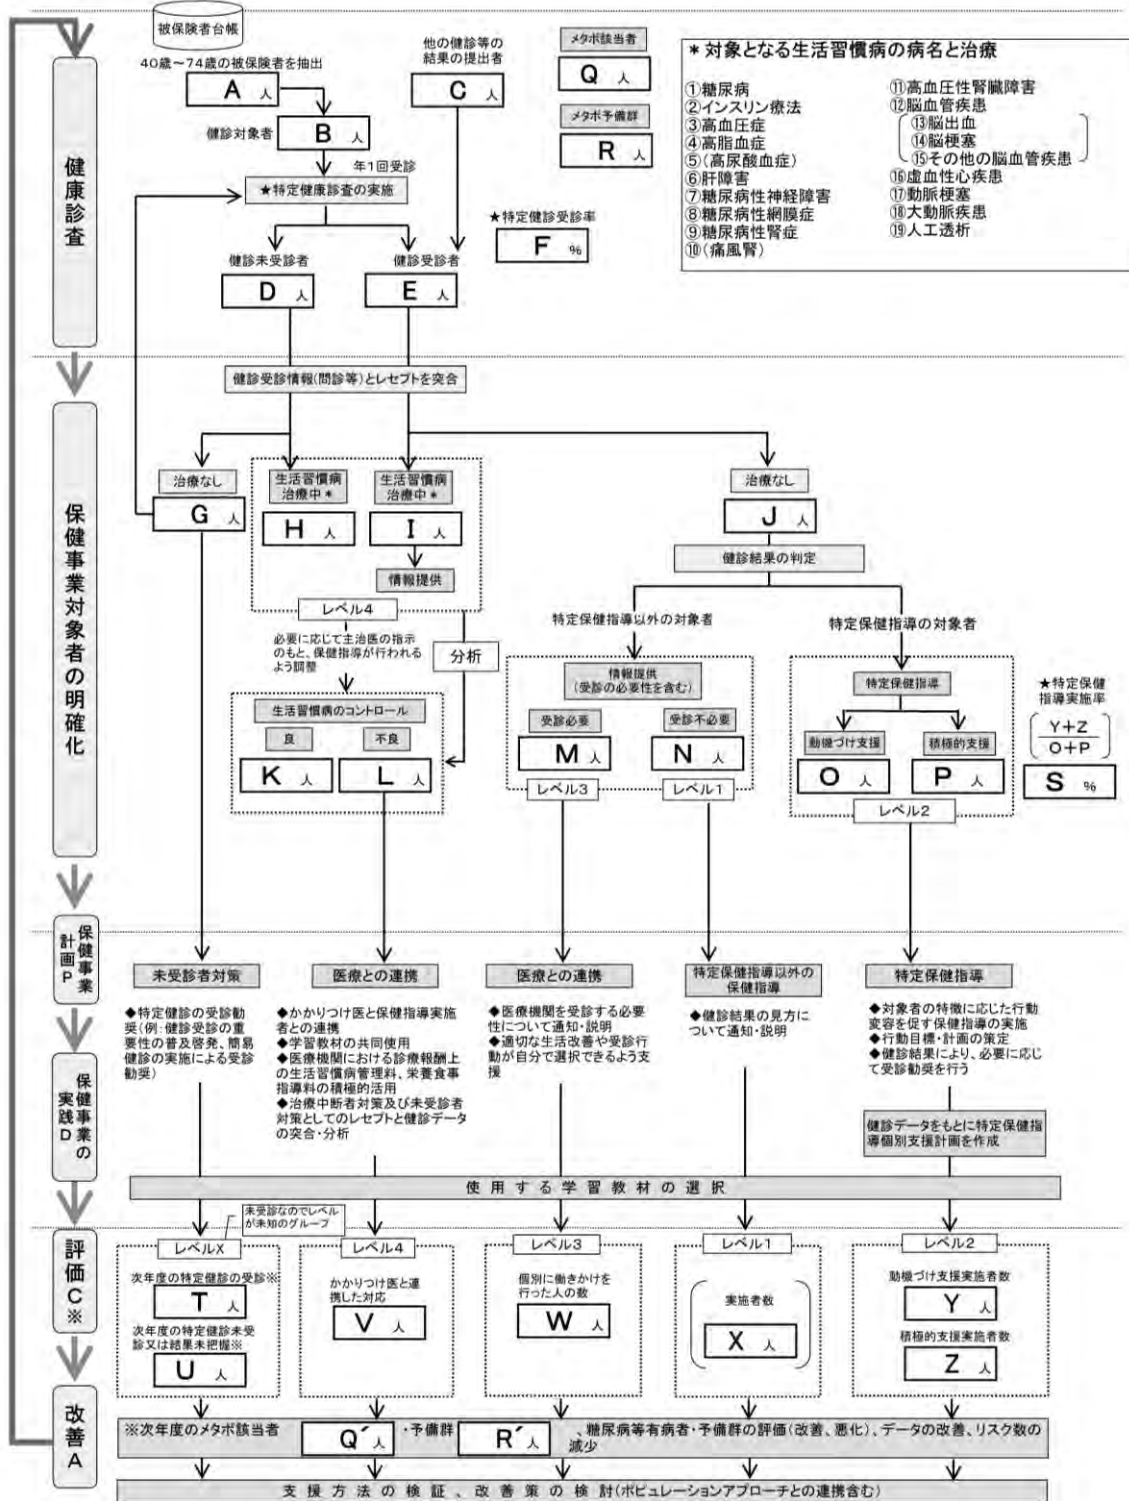 被保険者台帳
40歳～74歳の被保険者を抽出
A 人
健診対象者
B 人
他の健診等の
結果の提出者
C 人
年1回受診
★特定健康診査の実施
健診未受診者
D 人
健診受診者
E 人
★特定健診受診率
F %
メタボ該当者
Q 人
メタボ予備群
R 人
*対象となる生活習慣病の病名と治療
①糖尿病
②インスリン療法
③高血圧症
④高脂血症
⑤(高尿酸血症)
⑥肝障害
⑦糖尿病性神経障害
⑧糖尿病性網膜症
⑨糖尿病性腎症
⑩(痛風腎)
⑪高血圧性腎臓障害
⑫脳血管疾患
⑬脳出血
⑭脳梗塞
⑮その他の脳血管疾患
⑯虚血性心疾患
⑰動脈梗塞
⑱大動脈疾患
⑲人工透析
健康診査
健診受診情報(問診等)とレセプトを突合
保健事業対象者の明確化
治療なし
G 人
生活習慣病
治療中*
H 人
生活習慣病
治療中*
I 人
情報提供
レベル4
必要に応じて主治医の指示
のもと、保健指導が行われる
よう調整
分析
生活習慣病のコントロール
良
K 人
不良
L 人
治療なし
J 人
健診結果の判定
特定保健指導以外の対象者
情報提供
(受診の必要性を含む)
受診必要
M 人
レベル3
受診不必要
N 人
レベル1
特定保健指導の対象者
特定保健指導
動機づけ支援
O 人
積極的支援
P 人
レベル2
★特定保健
指導実施率
Y+Z
O+P
S %
保健事業
計画P
未受診者対策
◆特定健診の受診勧
奨(例:健診受診の重
要性の普及啓発、簡易
健診の実施による受診
勧奨)
医療との連携
◆かかりつけ医と保健指導実施
者との連携
◆学習教材の共同使用
◆医療機関における診療報酬上
の生活習慣病管理料、栄養食事
指導料の積極的活用
◆治療中断者対策及び未受診者
対策としてのレセプトと健診データ
の突合・分析
医療との連携
◆医療機関を受診する必要
性について通知・説明
◆適切な生活改善や受診行
動が自分で選択できるよう支
援
特定保健指導以外の
保健指導
◆健診結果の見方に
ついて通知・説明
特定保健指導
◆対象者の特徴に応じた行動
変容を促す保健指導の実施
◆行動目標・計画の策定
◆健診結果により、必要に応じ
て受診勧奨を行う
健診データをもとに特定保健指
導個別支援計画を作成
保健事業の
実践D
使用する学習教材の選択
評価C※
未受診なのでレベル
が未知のグループ
レベルX
次年度の特定健診の受診※
T 人
次年度の特定健診未受
診又は結果未把握※
U 人
レベル4
かかりつけ医と連
携した対応
V 人
レベル3
個別に働きかけを
行った人の数
W 人
レベル1
実施者数
X 人
レベル2
動機づけ支援実施者数
Y 人
積極的支援実施者数
Z 人
改善A
※次年度のメタボ該当者 Q´人 ・予備群 R´人 、糖尿病等有病者・予備群の評価(改善、悪化)、データの改善、リスク数の
減少
支援方法の検証、改善策の検討(ポピュレーションアプローチとの連携含む)